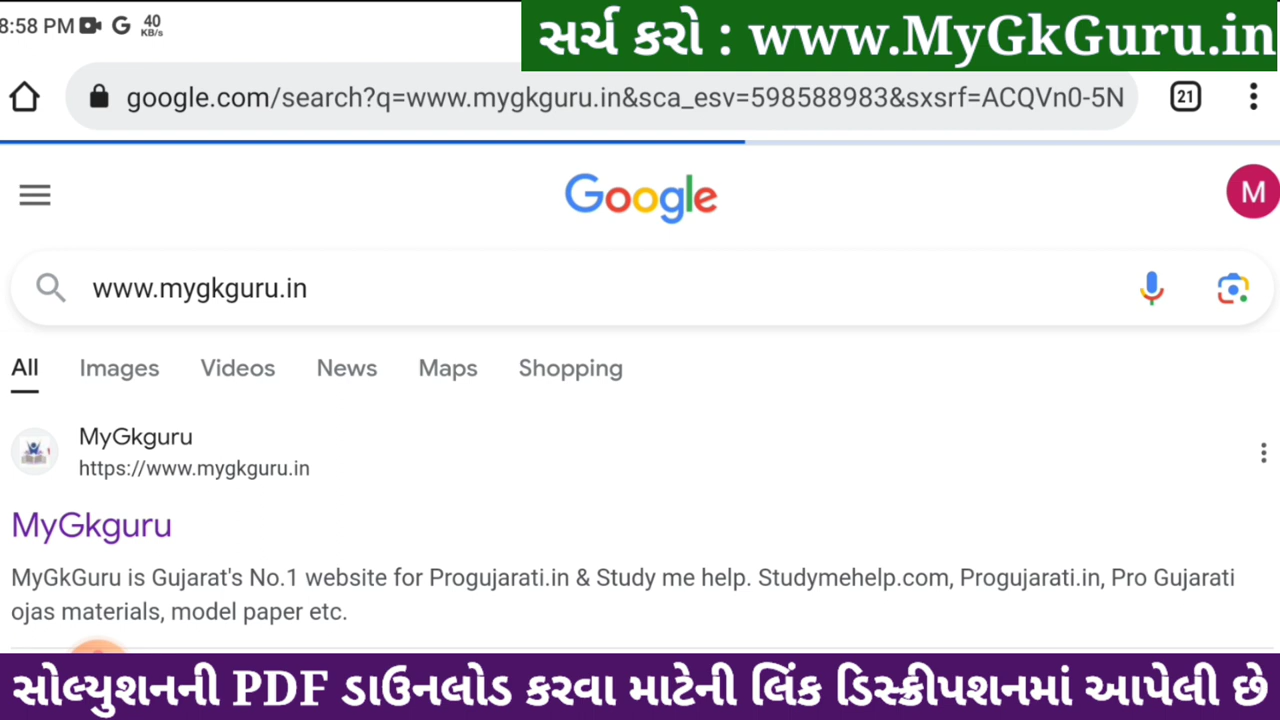 8:58 PM G 40 KB/s
સર્ચ કરો : www.MyGkGuru.in
google.com/search?q=www.mygkguru.in&sca_esv=598588983&sxsrf=ACQVn0-5N
21
Google
M
www.mygkguru.in
All Images Videos News Maps Shopping
MyGkguru
https://www.mygkguru.in
MyGkguru
MyGkGuru is Gujarat's No.1 website for Progujarati.in & Study me help. Studymehelp.com, Progujarati.in, Pro Gujarati
ojas materials, model paper etc.
સોલ્યુશનની PDF ડાઉનલોડ કરવા માટેની લિંક ડિસ્ક્રીપશનમાં આપેલી છે